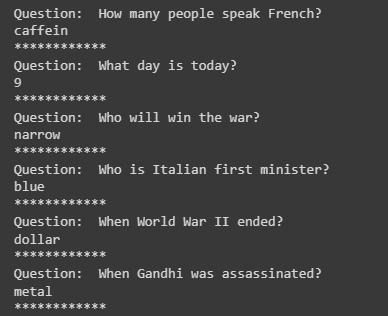 Question:  How many people speak French?
caffein
************
Question:  What day is today?
9
************
Question:  Who will win the war?
narrow
************
Question:  Who is Italian first minister?
blue
************
Question:  When World War II ended?
dollar
************
Question:  When Gandhi was assassinated?
metal
************